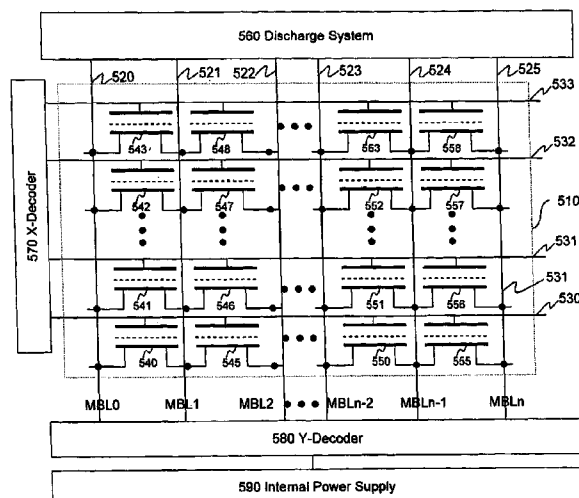 560 Discharge System
520
521
522
523
524
525
533
543
548
563
558
532
570 X-Decoder
542
547
552
557
510
531
541
546
551
556
531
530
540
545
550
555
MBL0
MBL1
MBL2
MBLn-2
MBLn-1
MBLn
580 Y-Decoder
590 Internal Power Supply